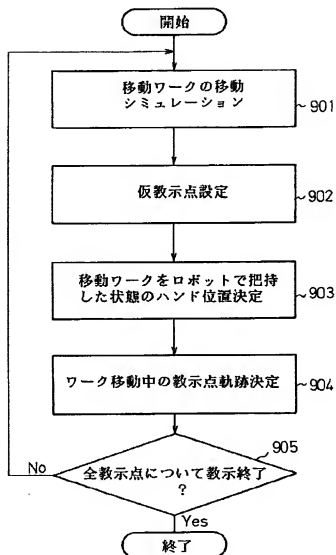 開始
移動ワークの移動
シミュレーション
901
仮教示点設定
902
移動ワークをロボットで把持
した状態のハンド位置決定
903
ワーク移動中の教示点軌跡決定
904
905
全教示点について教示終了
?
No
Yes
終了